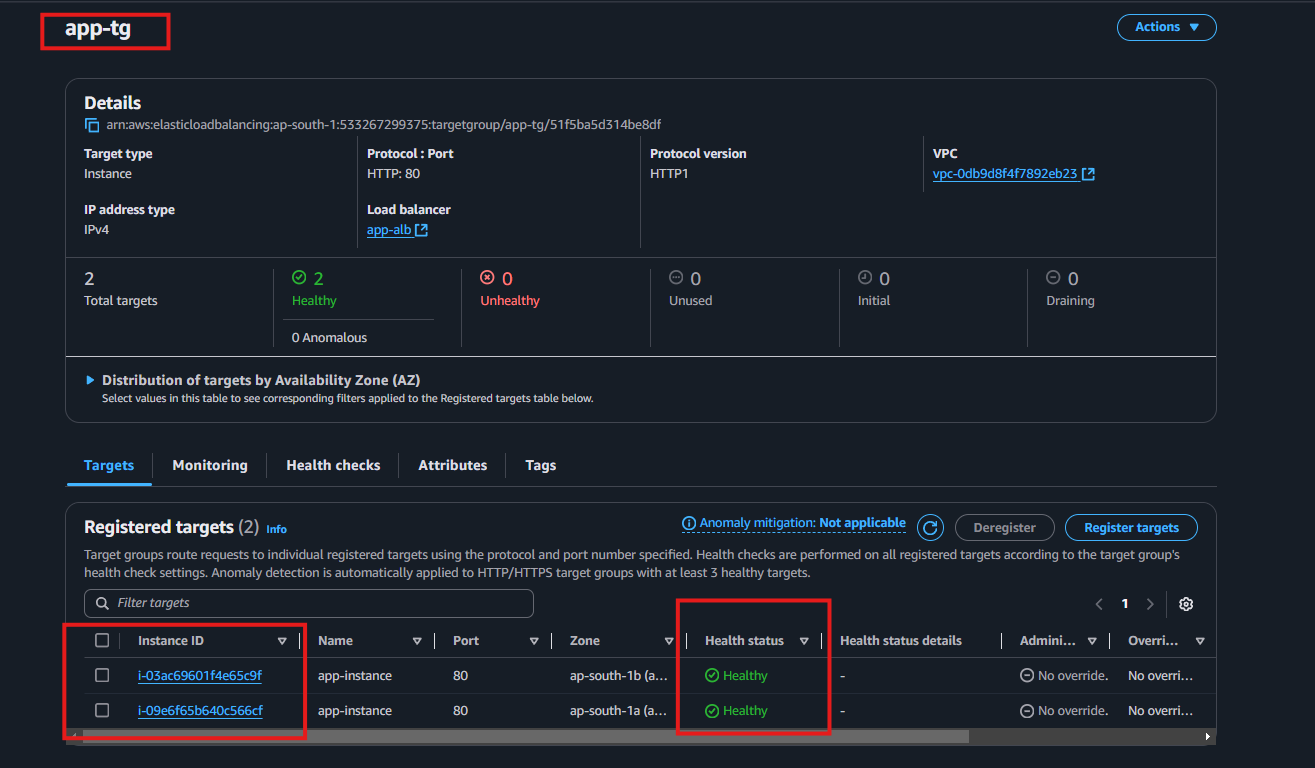 app-tg
Actions
Details
arn:aws:elasticloadbalancing:ap-south-1:533267299375:targetgroup/app-tg/51f5ba5d314be8df
Target type
Instance
Protocol : Port
HTTP: 80
Protocol version
HTTP1
VPC
vpc-0db9d8f4f7892eb23
IP address type
IPv4
Load balancer
app-alb
2
Total targets
2
Healthy
0 Anomalous
0
Unhealthy
0
Unused
0
Initial
0
Draining
Distribution of targets by Availability Zone (AZ)
Select values in this table to see corresponding filters applied to the Registered targets table below.
Targets Monitoring Health checks Attributes Tags
Registered targets (2) Info
Anomaly mitigation: Not applicable
Deregister
Register targets
Target groups route requests to individual registered targets using the protocol and port number specified. Health checks are performed on all registered targets according to the target group's
health check settings. Anomaly detection is automatically applied to HTTP/HTTPS target groups with at least 3 healthy targets.
Filter targets
1
Instance ID Name Port Zone Health status Health status details Admini... Overri...
i-03ac69601f4e65c9f app-instance 80 ap-south-1b (a... Healthy - No override. No overri...
i-09e6f65b640c566cf app-instance 80 ap-south-1a (a... Healthy - No override. No overri...